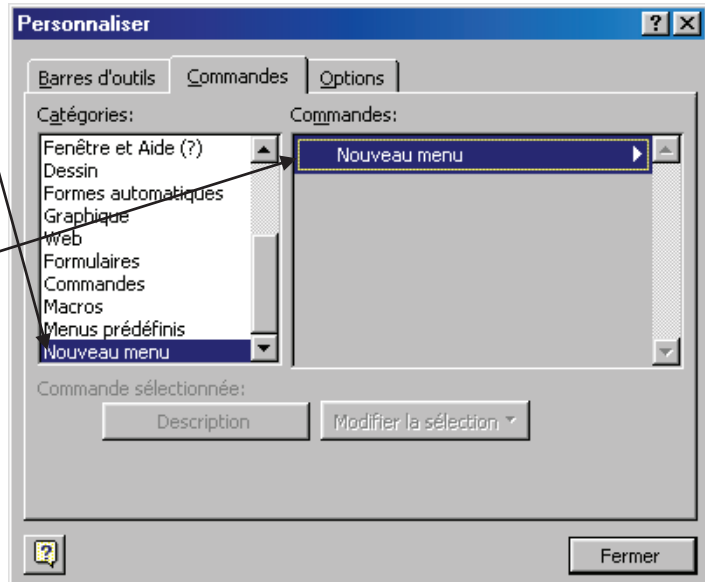 Personnaliser
Barres d'outils Commandes Options
Catégories: Commandes:
Fenêtre et Aide (?)
Dessin
Formes automatiques
Graphique
Web
Formulaires
Commandes
Macros
Menus prédéfinis
Nouveau menu
Nouveau menu
Commande sélectionnée:
Description Modifier la sélection
Fermer